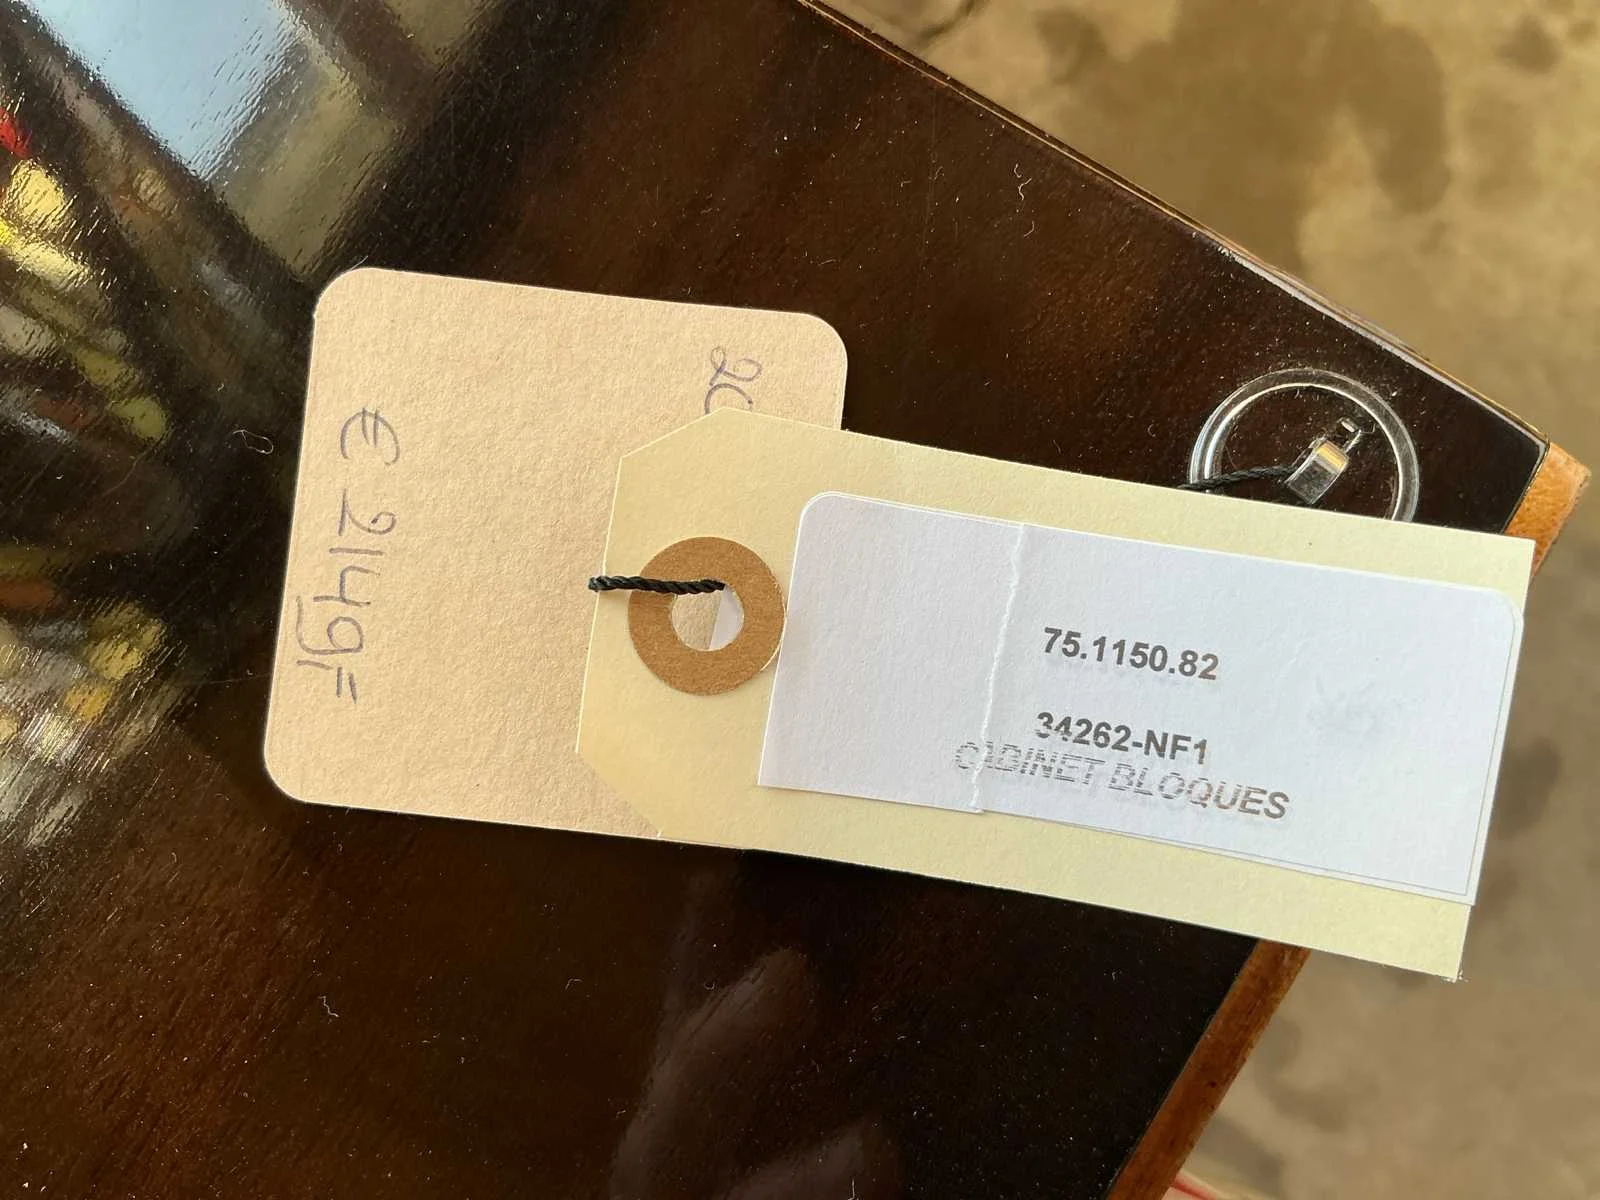 € 2149,=
75.1150.82
34262-NF1
CABINET BLOQUES